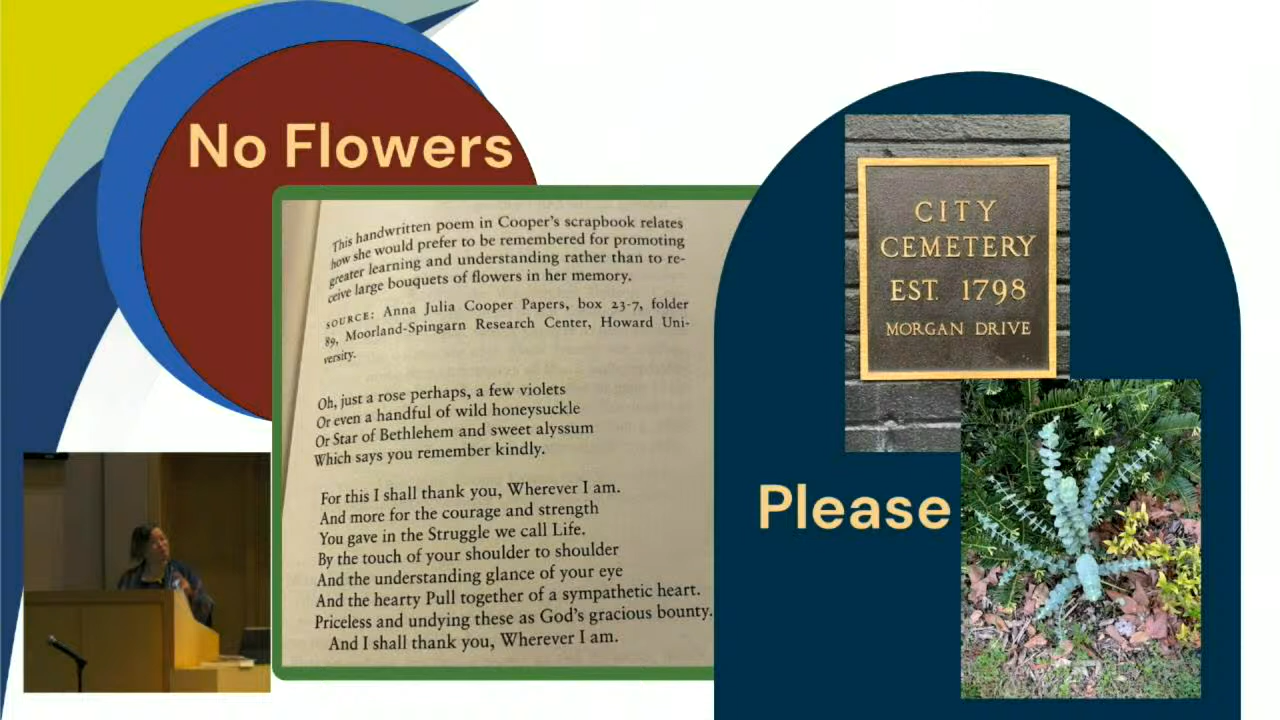 No Flowers
This handwritten poem in Cooper's scrapbook relates
how she would prefer to be remembered for promoting
greater learning and understanding rather than to re-
ceive large bouquets of flowers in her memory.
SOURCE: Anna Julia Cooper Papers, box 23-7, folder
89, Moorland-Spingarn Research Center, Howard Uni-
versity.
Oh, just a rose perhaps, a few violets
Or even a handful of wild honeysuckle
Or Star of Bethlehem and sweet alyssum
Which says you remember kindly.
For this I shall thank you, Wherever I am.
And more for the courage and strength
You gave in the Struggle we call Life.
By the touch of your shoulder to shoulder
And the understanding glance of your eye
And the hearty Pull together of a sympathetic heart.
Priceless and undying these as God's gracious bounty.
And I shall thank you, Wherever I am.
Please
CITY
CEMETERY
EST. 1798
MORGAN DRIVE